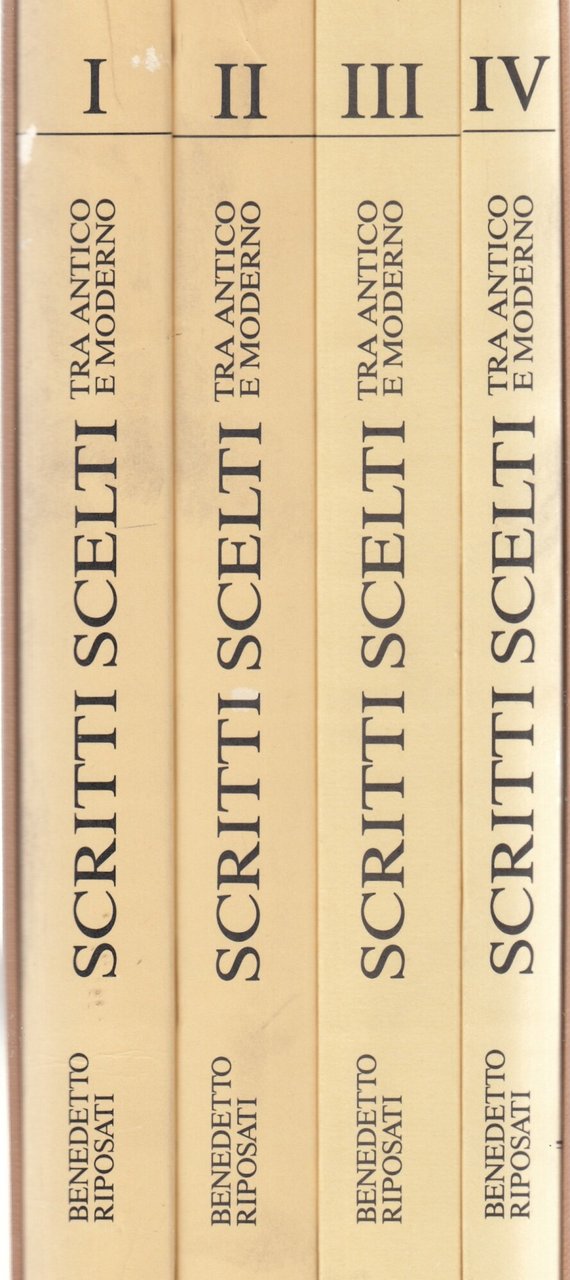 I
BENEDETTO
RIPOSATI
SCRITTI SCELTI
TRA ANTICO
E MODERNO
II
BENEDETTO
RIPOSATI
SCRITTI SCELTI
TRA ANTICO
E MODERNO
III
BENEDETTO
RIPOSATI
SCRITTI SCELTI
TRA ANTICO
E MODERNO
IV
BENEDETTO
RIPOSATI
SCRITTI SCELTI
TRA ANTICO
E MODERNO